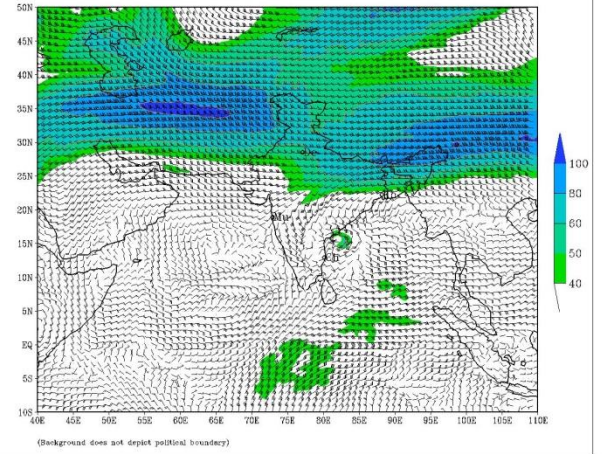 50N
45N
40N
35N
30N
25N
20N
15N
10N
5N
EQ
5S
10S
40E 45E 50E 55E 60E 65E 70E 75E 80E 85E 90E 95E 100E 105E 110E
Mu
100
80
60
50
40
(Background does not depict political boundery)